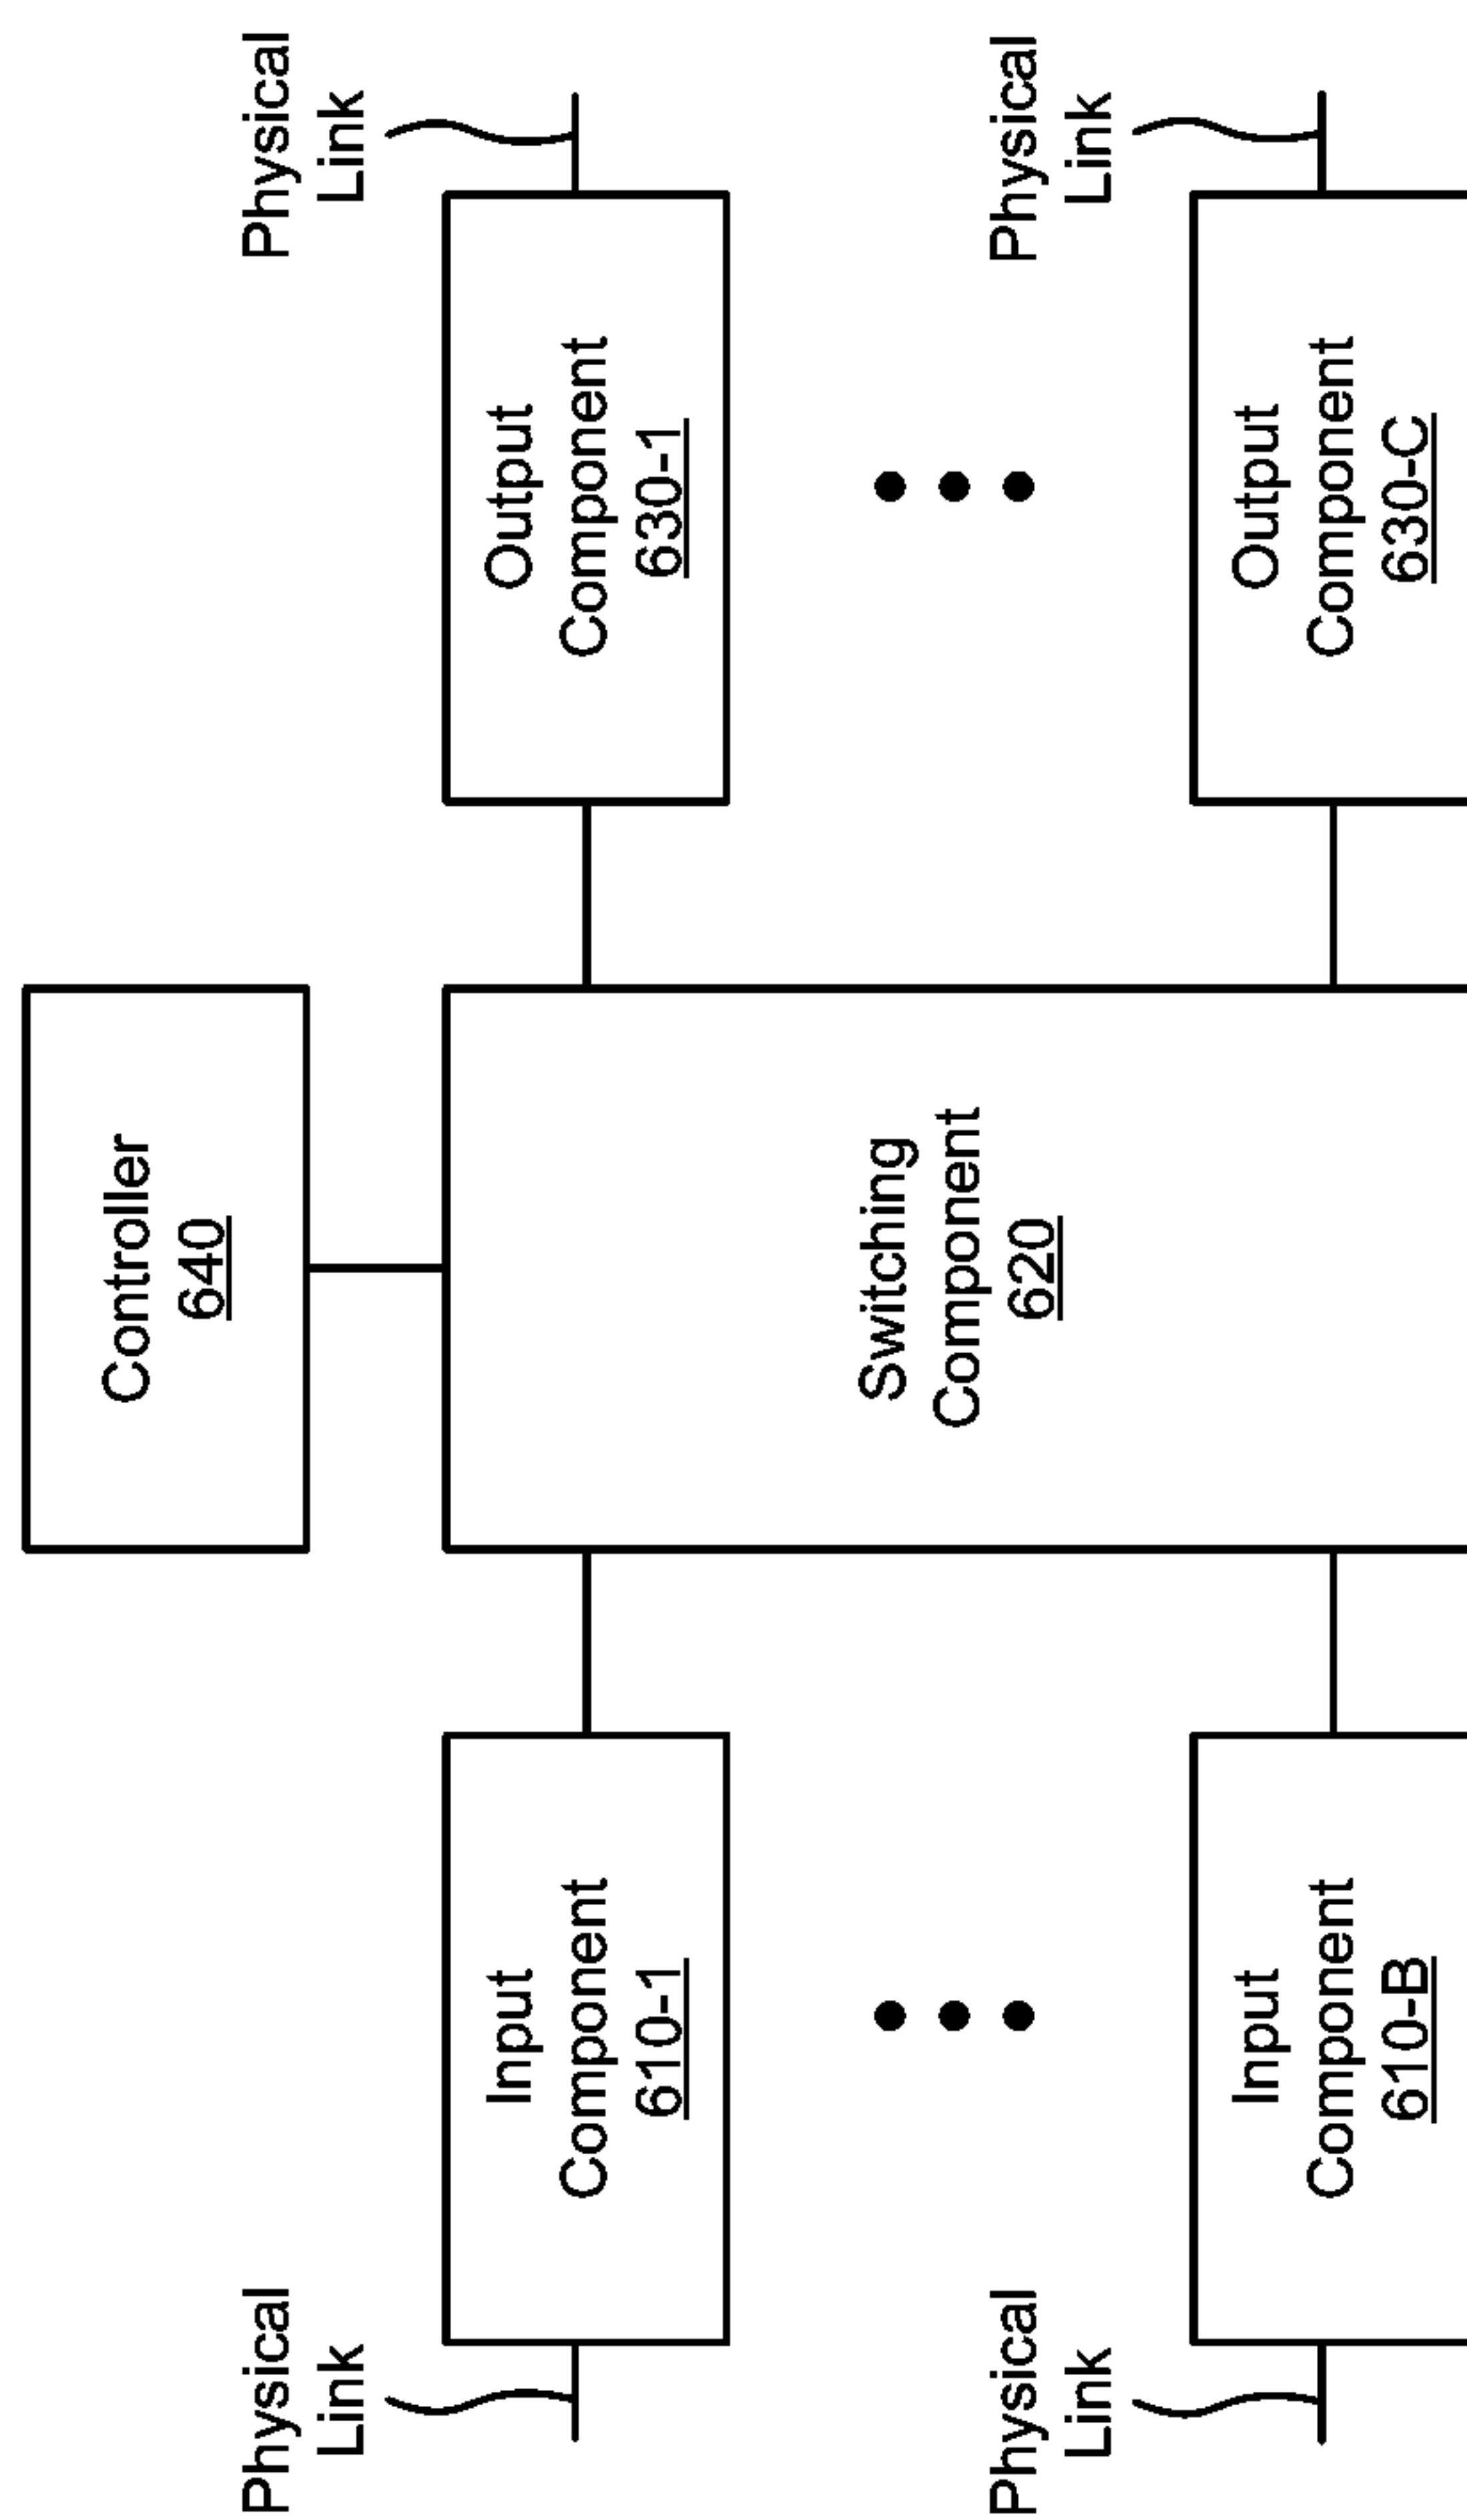 Controller
640
Physical
Link
Input
Component
610-1
Switching
Component
620
Output
Component
630-1
Physical
Link
Physical
Link
Input
Component
610-B
Output
Component
630-C
Physical
Link